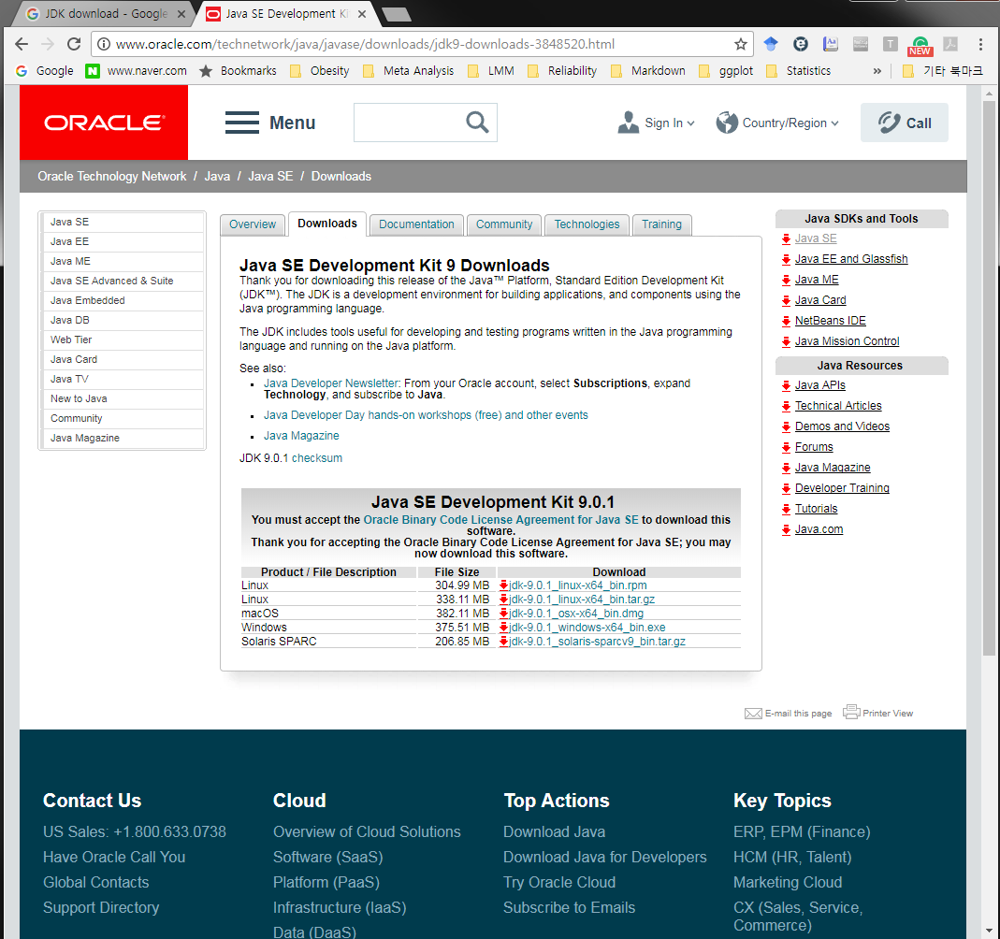 JDK download - Google
Java SE Development Ki
www.oracle.com/technetwork/java/javase/downloads/jdk9-downloads-3848520.html
NEW
Google
N www.naver.com
Bookmarks
Obesity
Meta Analysis
LMM
Reliability
Markdown
ggplot
Statistics
»
기타 북마크
ORACLE
Menu
Sign In
Country/Region
Call
Oracle Technology Network / Java / Java SE / Downloads
Java SE
Java EE
Java ME
Java SE Advanced & Suite
Java Embedded
Java DB
Web Tier
Java Card
Java TV
New to Java
Community
Java Magazine
Overview
Downloads
Documentation
Community
Technologies
Training
Java SE Development Kit 9 Downloads
Thank you for downloading this release of the Java™ Platform, Standard Edition Development Kit
(JDK™). The JDK is a development environment for building applications, and components using the
Java programming language.
The JDK includes tools useful for developing and testing programs written in the Java programming
language and running on the Java platform.
See also:
Java Developer Newsletter: From your Oracle account, select Subscriptions, expand
Technology, and subscribe to Java.
Java Developer Day hands-on workshops (free) and other events
Java Magazine
JDK 9.0.1 checksum
Java SE Development Kit 9.0.1
You must accept the Oracle Binary Code License Agreement for Java SE to download this
software.
Thank you for accepting the Oracle Binary Code License Agreement for Java SE; you may
now download this software.
Product / File Description File Size Download
Linux 304.99 MB jdk-9.0.1_linux-x64_bin.rpm
Linux 338.11 MB jdk-9.0.1_linux-x64_bin.tar.gz
macOS 382.11 MB jdk-9.0.1_osx-x64_bin.dmg
Windows 375.51 MB jdk-9.0.1_windows-x64_bin.exe
Solaris SPARC 206.85 MB jdk-9.0.1_solaris-sparcv9_bin.tar.gz
Java SDKs and Tools
Java SE
Java EE and Glassfish
Java ME
Java Card
NetBeans IDE
Java Mission Control
Java Resources
Java APIs
Technical Articles
Demos and Videos
Forums
Java Magazine
Developer Training
Tutorials
Java.com
E-mail this page
Printer View
Contact Us
US Sales: +1.800.633.0738
Have Oracle Call You
Global Contacts
Support Directory
Cloud
Overview of Cloud Solutions
Software (SaaS)
Platform (PaaS)
Infrastructure (IaaS)
Data (DaaS)
Top Actions
Download Java
Download Java for Developers
Try Oracle Cloud
Subscribe to Emails
Key Topics
ERP, EPM (Finance)
HCM (HR, Talent)
Marketing Cloud
CX (Sales, Service,
Commerce)